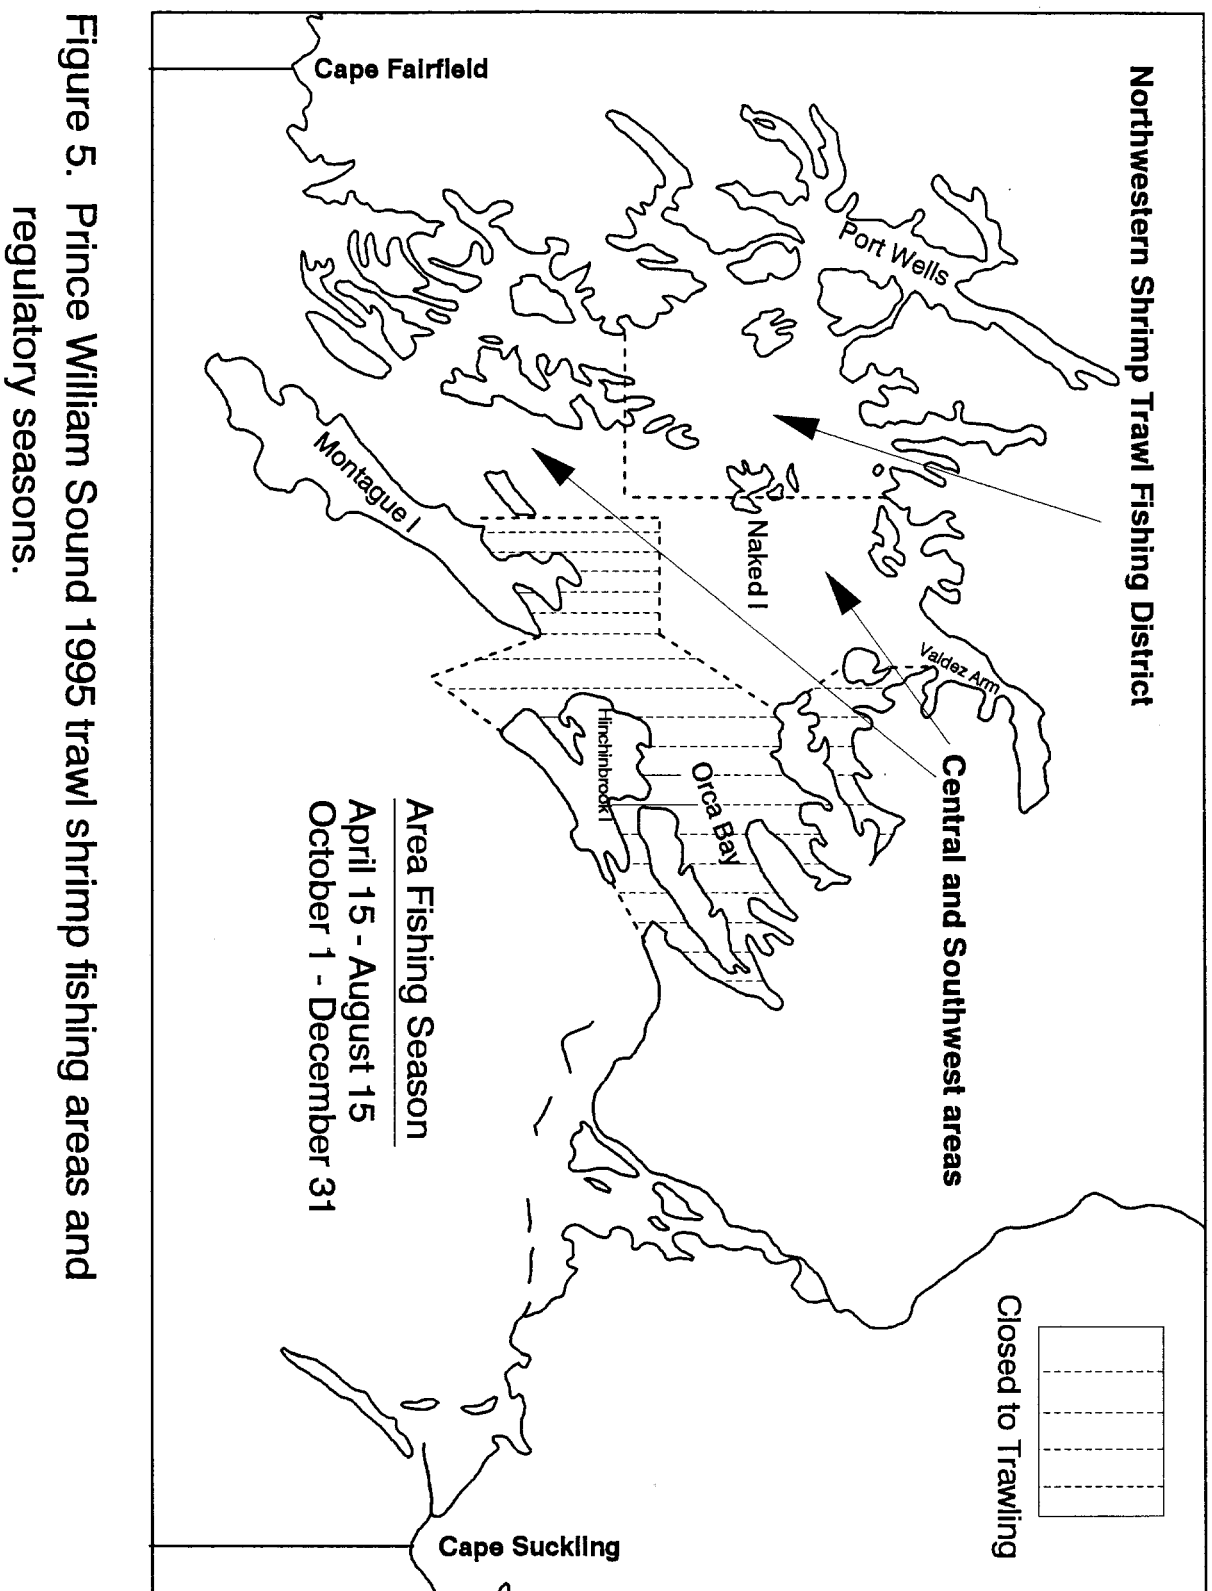 Northwestern Shrimp Trawl Fishing District
Cape Fairfield
Port Wells
Valdez Arm
Naked I
Montague I
Hinchinbrook I
Orca Bay
Central and Southwest areas
Closed to Trawling
Area Fishing Season
April 15 - August 15
October 1 - December 31
Cape Suckling
Figure 5. Prince William Sound 1995 trawl shrimp fishing areas and
regulatory seasons.